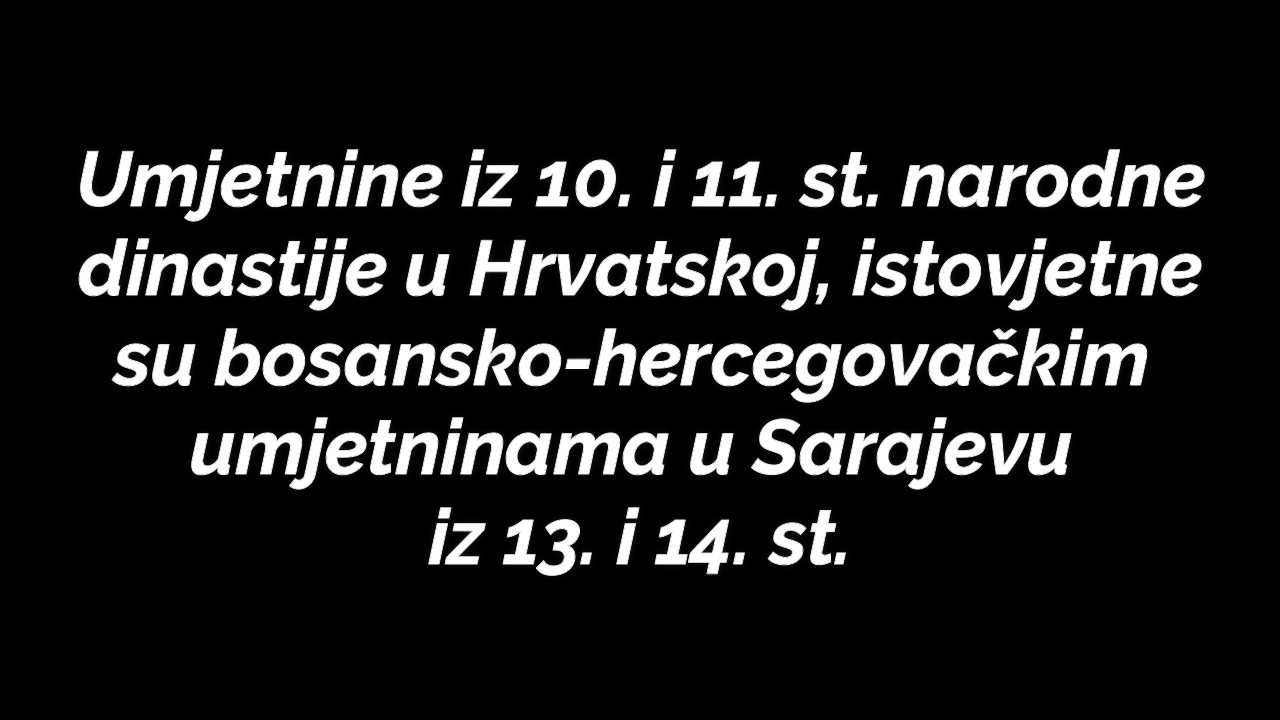 Umjetnine iz 10. i 11. st. narodne
dinastije u Hrvatskoj, istovjetne
su bosansko-hercegovačkim
umjetninama u Sarajevu
iz 13. i 14. st.